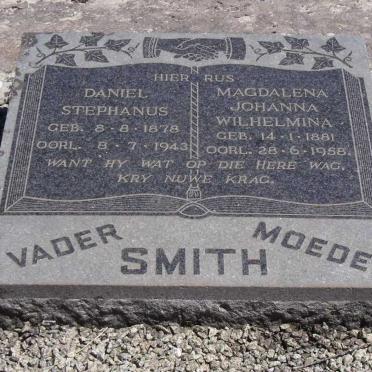 HIER RUS
DANIEL
STEPHANUS
GEB. 8-8-1878
OORL. 8-7-1943
MAGDALENA
JOHANNA
WILHELMINA
GEB. 14-1-1881
OORL. 28-6-1958.
WANT HY WAT OP DIE HERE WAG,
KRY NUWE KRAG.
VADER
MOEDE
SMITH